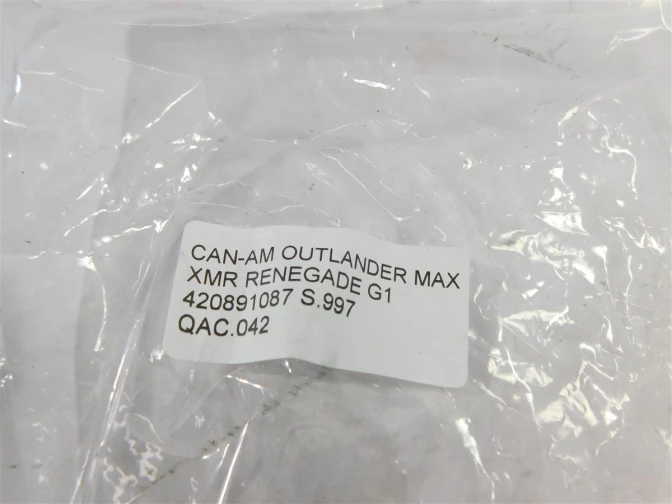 CAN-AM OUTLANDER MAX
XMR RENEGADE G1
420891087 S.997
QAC.042